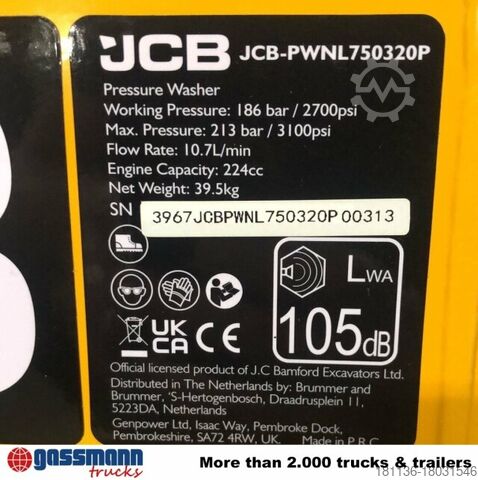 JCB JCB-PWNL750320P
Pressure Washer
Working Pressure: 186 bar / 2700psi
Max. Pressure: 213 bar / 3100psi
Flow Rate: 10.7L/min
Engine Capacity: 224cc
Net Weight: 39.5kg
SN 3967JCBPWNL750320P 00313
LWA
105dB
UK
CA CE
Official licensed product of J.C Bamford Excavators Ltd.
Distributed in The Netherlands by: Brummer and
Brummer, 'S-Hertogenbosch, Draadrusplein 11,
5223DA, Netherlands
Genpower Ltd, Isaac Way, Pembroke Dock,
Pembrokeshire, SA72 4RW, UK. Made in P.R.C
gassmann
trucks
More than 2.000 trucks & trailers
181136-18031546